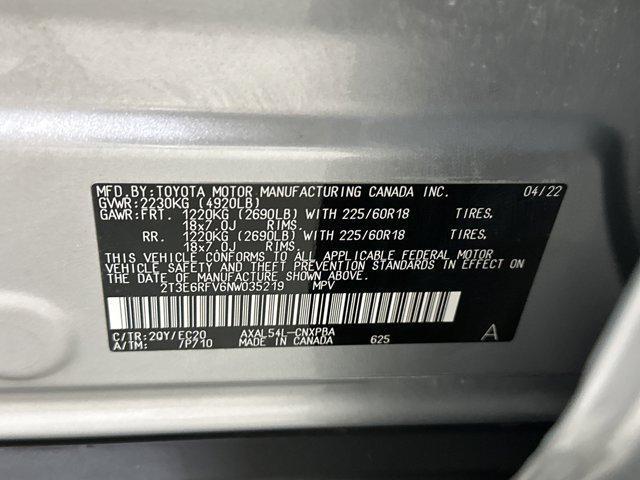 MFD.BY:TOYOTA MOTOR MANUFACTURING CANADA INC. 04/22
GVWR:2230KG (4920LB)
GAWR:FRT. 1220KG (2690LB) WITH 225/60R18 TIRES.
18x7.0J RIMS.
RR. 1220KG (2690LB) WITH 225/60R18 TIRES.
18x7.0J RIMS.
THIS VEHICLE CONFORMS TO ALL APPLICABLE FEDERAL MOTOR
VEHICLE SAFETY AND THEFT PREVENTION STANDARDS IN EFFECT ON
THE DATE OF MANUFACTURE SHOWN ABOVE.
2T3E6RFV6NW035219 MPV
C/TR:2QY/EC20 AXAL54L-CNXPBA
A/TM: /P710 MADE IN CANADA 625 A